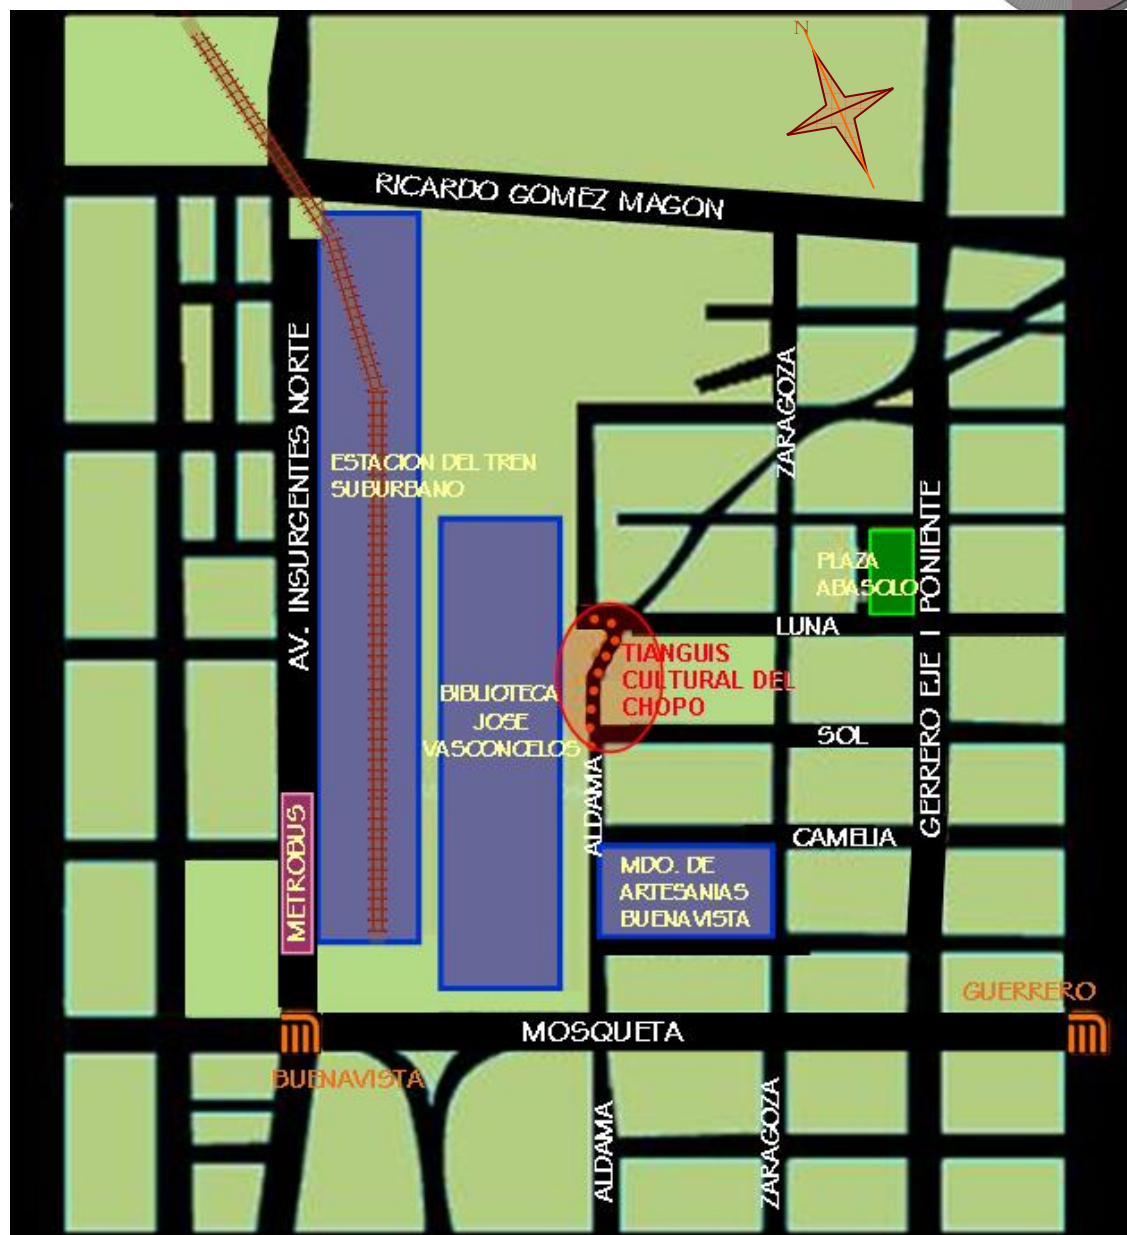 N
RICARDO GOMEZ MAGON
AV. INSURGENTES NORTE
ZARAGOZA
ESTACION DEL TREN
SUBURBANO
GERRERO EJE 1 PONIENTE
PLAZA
ABASOLO
LUNA
TIANGUIS
CULTURAL DEL
CHOPO
BIBLIOTECA
JOSE
VASCONCELOS
SOL
ALDAMA
CAMELIA
METROBUS
MDO. DE
ARTESANIAS
BUENAVISTA
GUERRERO
MOSQUETA
BUENAVISTA
ALDAMA
ZARAGOZA